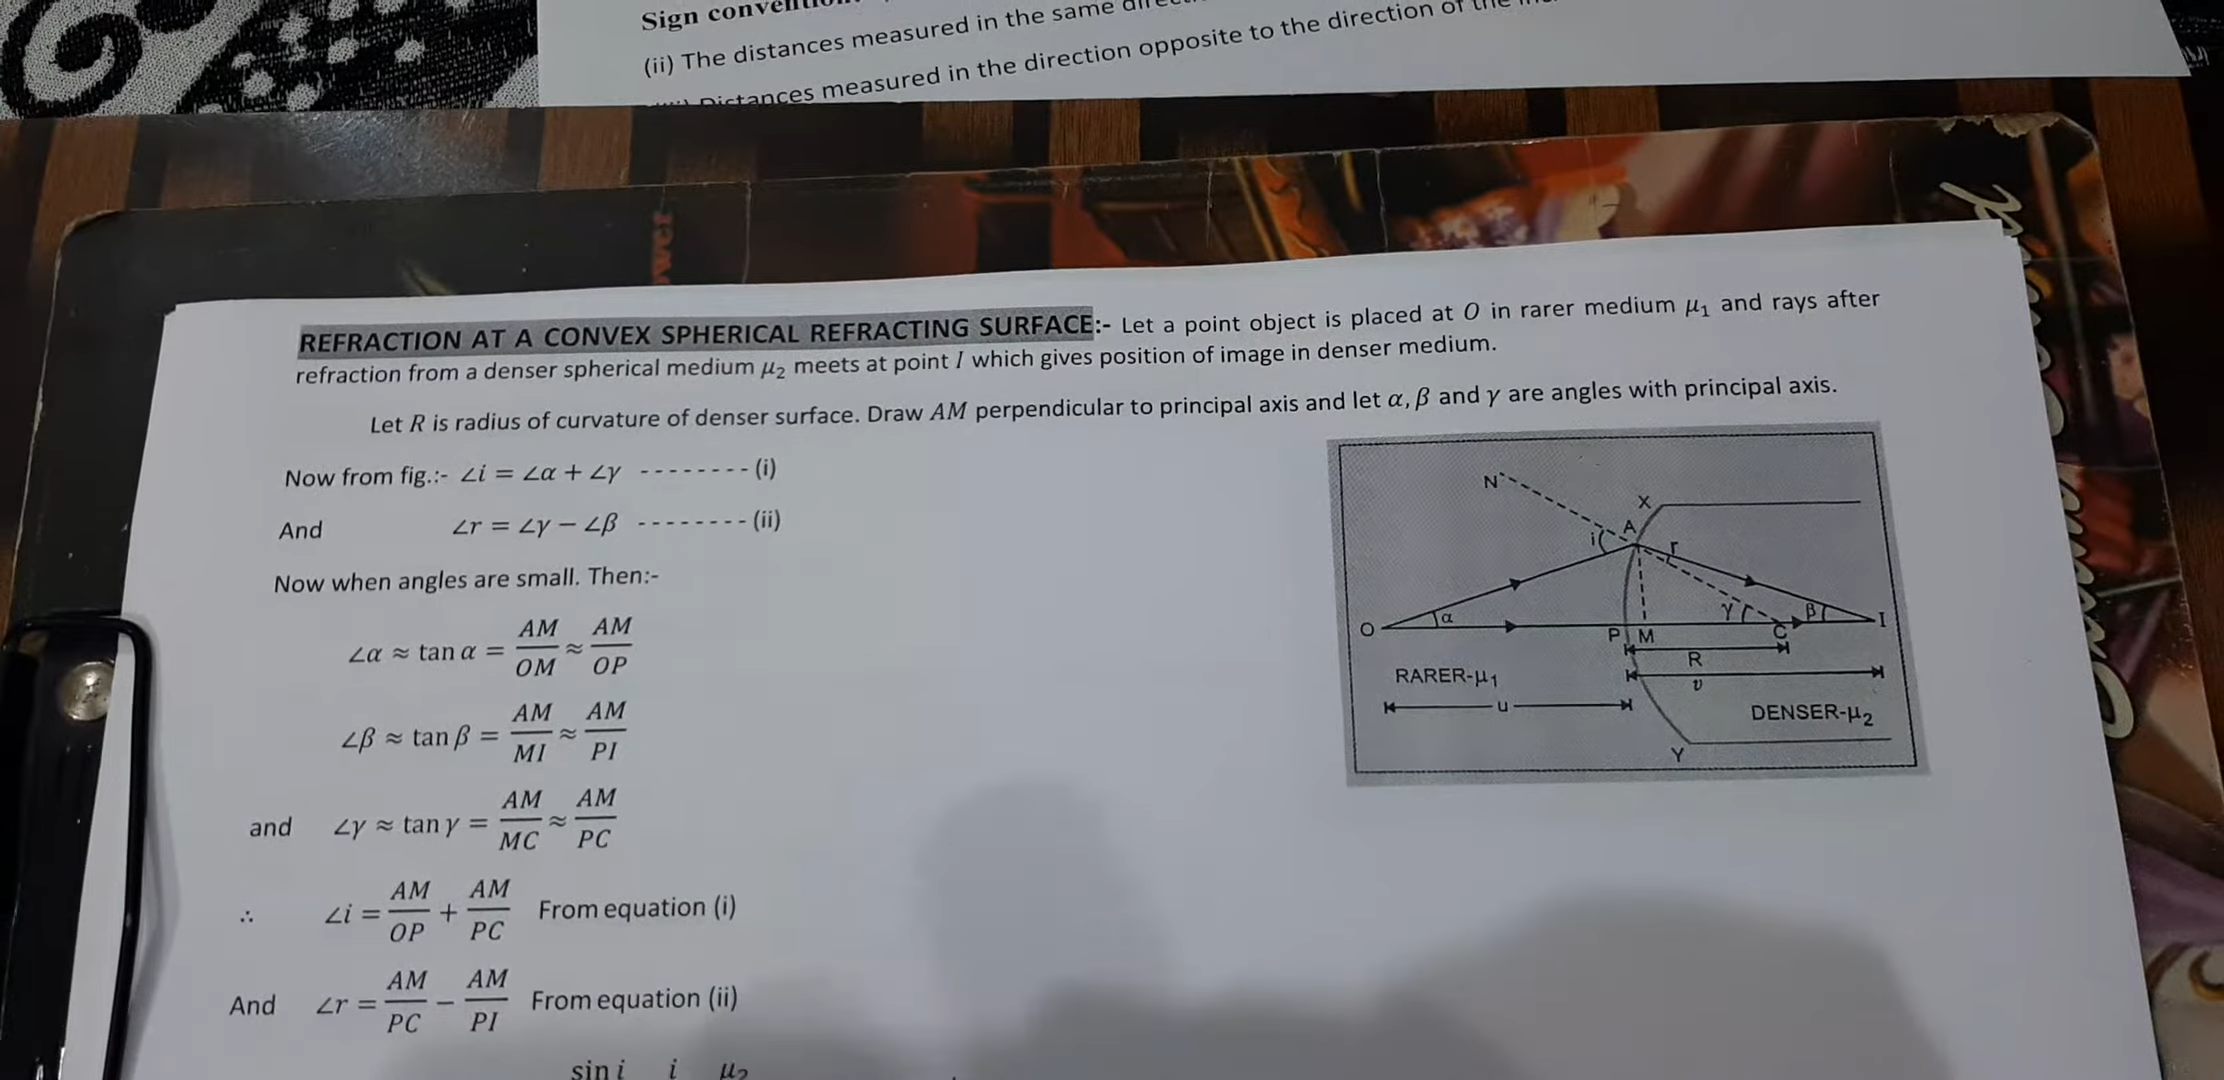 Sign
(ii) The distances measured in the same
Distances measured in the direction opposite to the direction of the
REFRACTION AT A CONVEX SPHERICAL REFRACTING SURFACE:- Let a point object is placed at O in rarer medium μ₁ and rays after
refraction from a denser spherical medium μ₂ meets at point I which gives position of image in denser medium.
Let R is radius of curvature of denser surface. Draw AM perpendicular to principal axis and let α, β and γ are angles with principal axis.
Now from fig.:- ∠i = ∠α + ∠γ -------- (i)
And ∠r = ∠γ − ∠β -------- (ii)
Now when angles are small. Then:-
∠α ≈ tan α = AM/OM ≈ AM/OP
∠β ≈ tan β = AM/MI ≈ AM/PI
and ∠γ ≈ tan γ = AM/MC ≈ AM/PC
∴ ∠i = AM/OP + AM/PC From equation (i)
And ∠r = AM/PC − AM/PI From equation (ii)
sin i i μ₂
N
X
A
i
r
O
α
γ
β
I
P M
C
R
RARER-μ₁
υ
u
DENSER-μ₂
Y